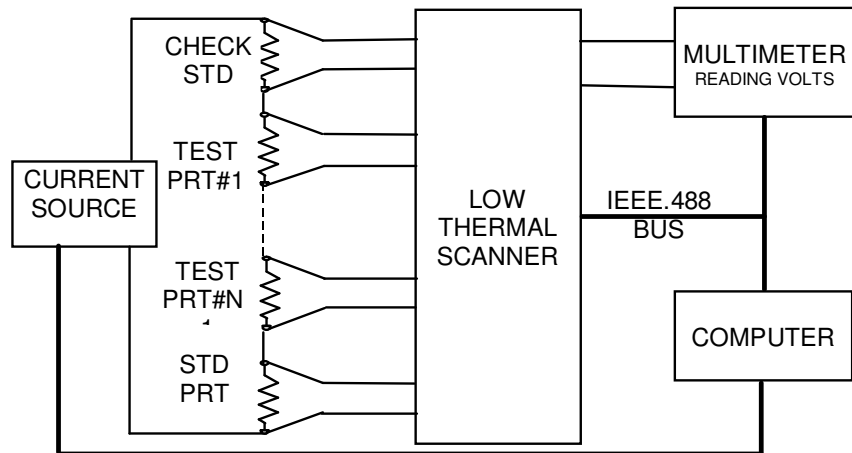 CHECK
STD
TEST
PRT#1
TEST
PRT#N
STD
PRT
CURRENT
SOURCE
LOW
THERMAL
SCANNER
MULTIMETER
READING VOLTS
IEEE.488
BUS
COMPUTER